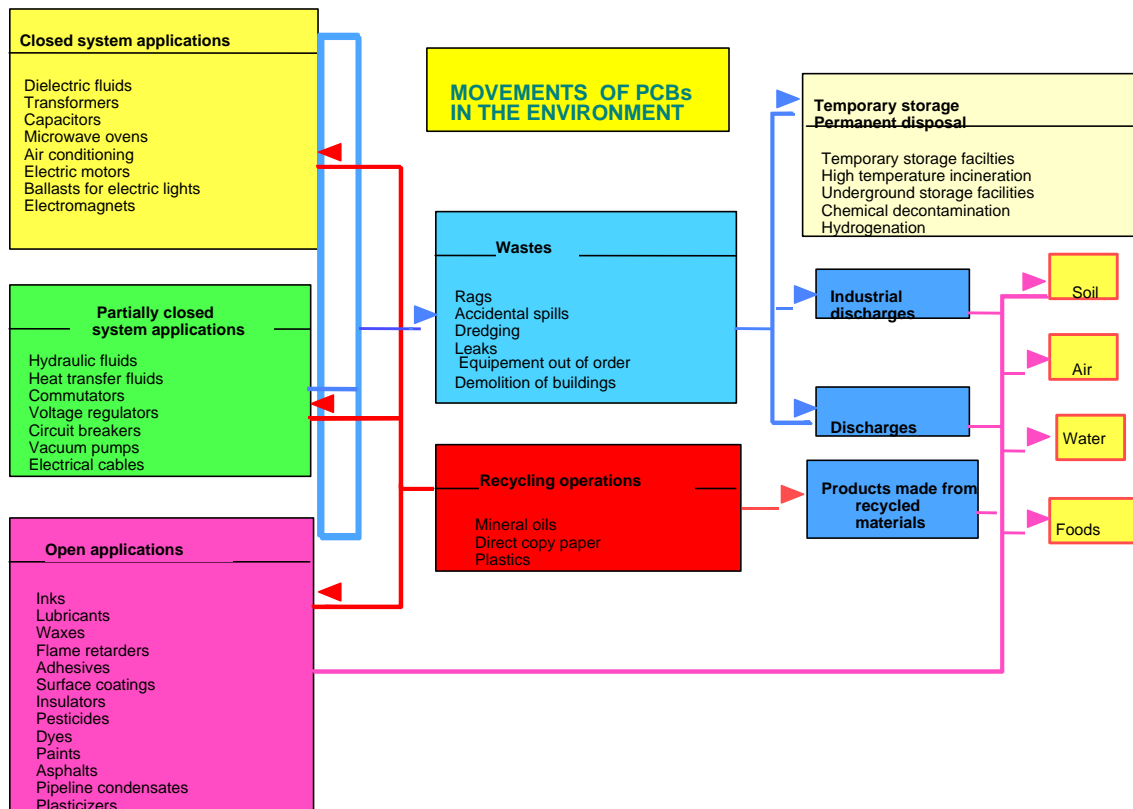 Closed system applications
Dielectric fluids
Transformers
Capacitors
Microwave ovens
Air conditioning
Electric motors
Ballasts for electric lights
Electromagnets
Partially closed
system applications
Hydraulic fluids
Heat transfer fluids
Commutators
Voltage regulators
Circuit breakers
Vacuum pumps
Electrical cables
Open applications
Inks
Lubricants
Waxes
Flame retarders
Adhesives
Surface coatings
Insulators
Pesticides
Dyes
Paints
Asphalts
Pipeline condensates
Plasticizers
MOVEMENTS OF PCBs
IN THE ENVIRONMENT
Wastes
Rags
Accidental spills
Dredging
Leaks
Equipement out of order
Demolition of buildings
Recycling operations
Mineral oils
Direct copy paper
Plastics
Temporary storage
Permanent disposal
Temporary storage facilties
High temperature incineration
Underground storage facilities
Chemical decontamination
Hydrogenation
Industrial
discharges
Discharges
Products made from
recycled
materials
Soil
Air
Water
Foods